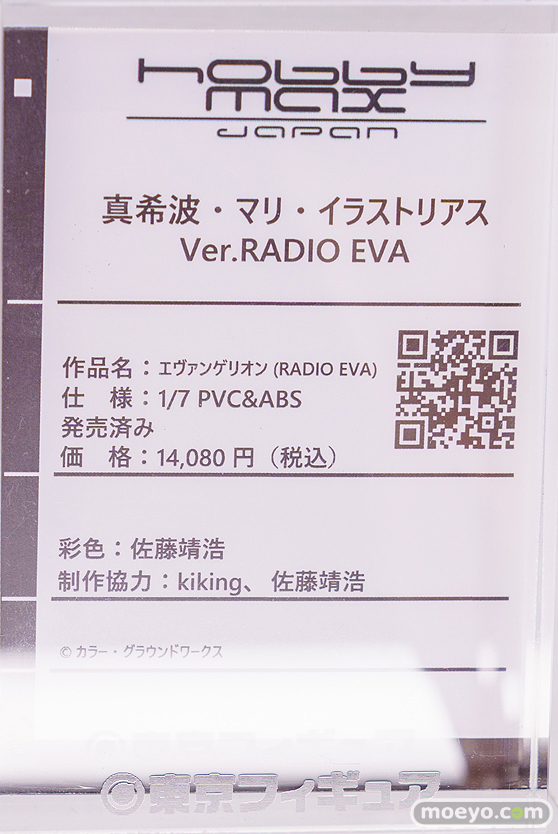 hobby
max
JAPAN
真希波・マリ・イラストリアス
Ver.RADIO EVA
作品名：エヴァンゲリオン (RADIO EVA)
仕　様：1/7 PVC&ABS
発売済み
価　格：14,080 円（税込）
彩色：佐藤靖浩
制作協力：kiking、佐藤靖浩
© カラー・グラウンドワークス
東京フィギュア
moeyo.com